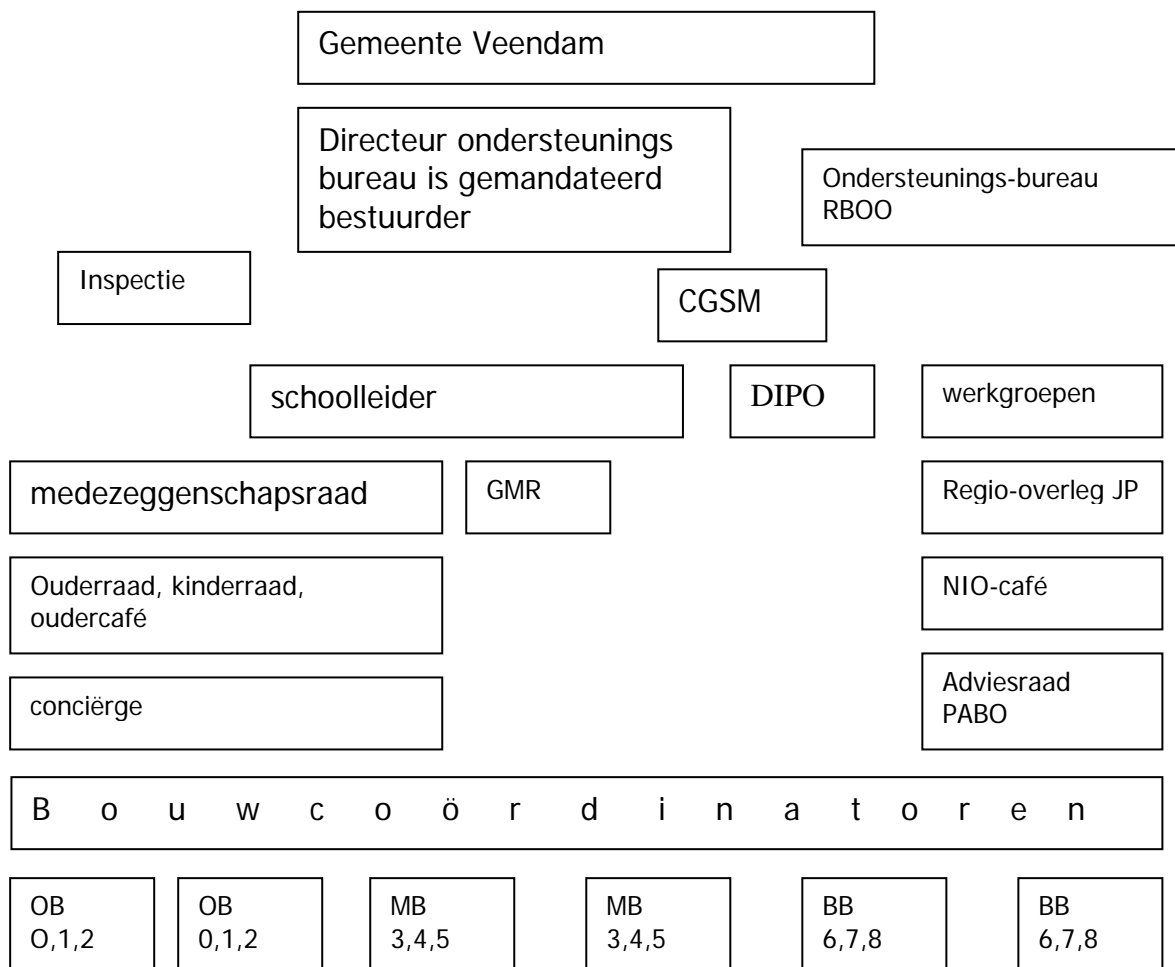 Gemeente Veendam
Directeur ondersteunings
bureau is gemandateerd
bestuurder
Ondersteunings-bureau
RBOO
Inspectie
CGSM
schoolleider
DIPO
werkgroepen
medezeggenschapsraad
GMR
Regio-overleg JP
Ouderraad, kinderraad,
oudercafé
NIO-café
conciërge
Adviesraad
PABO
B o u w c o ö r d i n a t o r e n
OB
O,1,2
OB
0,1,2
MB
3,4,5
MB
3,4,5
BB
6,7,8
BB
6,7,8